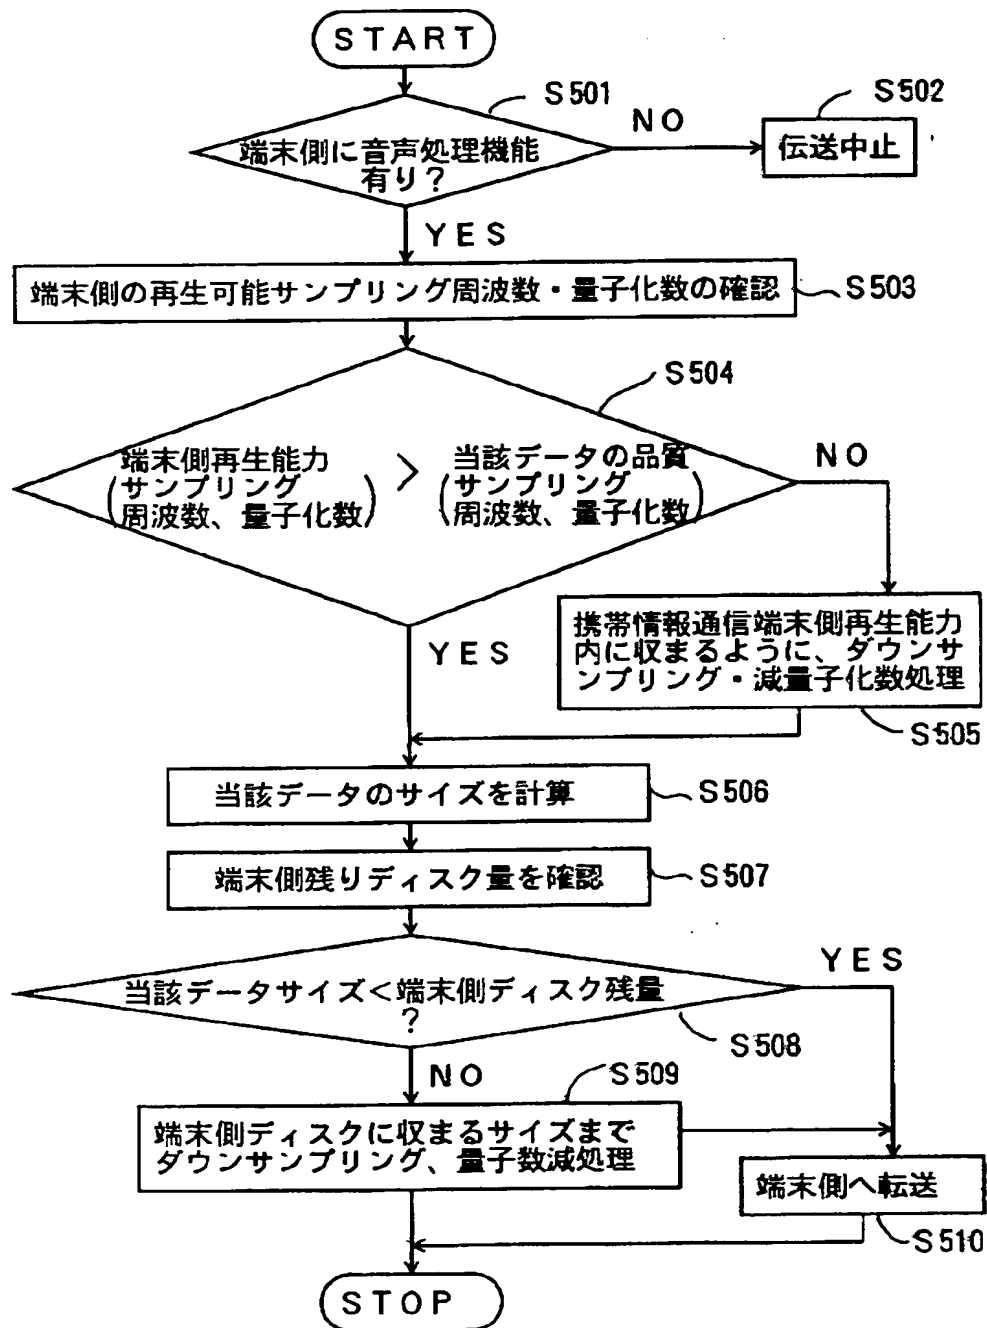 START
S501
NO
S502
端末側に音声処理機能
有り?
伝送中止
YES
端末側の再生可能サンプリング周波数・量子化数の確認
S503
S504
端末側再生能力
(サンプリング
周波数、量子化数)
>
当該データの品質
(サンプリング
周波数、量子化数)
NO
YES
携帯情報通信端末側再生能力
内に収まるように、ダウンサ
ンプリング・減量子化数処理
S505
当該データのサイズを計算
S506
端末側残りディスク量を確認
S507
YES
当該データサイズ<端末側ディスク残量
?
S508
NO
S509
端末側ディスクに収まるサイズまで
ダウンサンプリング、量子数減処理
端末側へ転送
S510
STOP